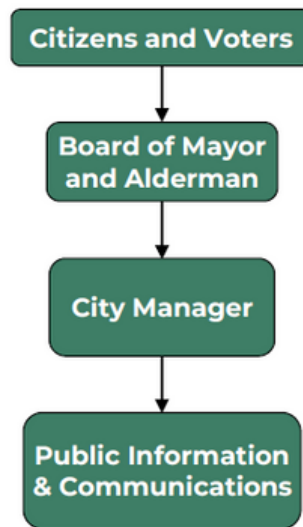 Citizens and Voters
Board of Mayor
and Alderman
City Manager
Public Information
& Communications